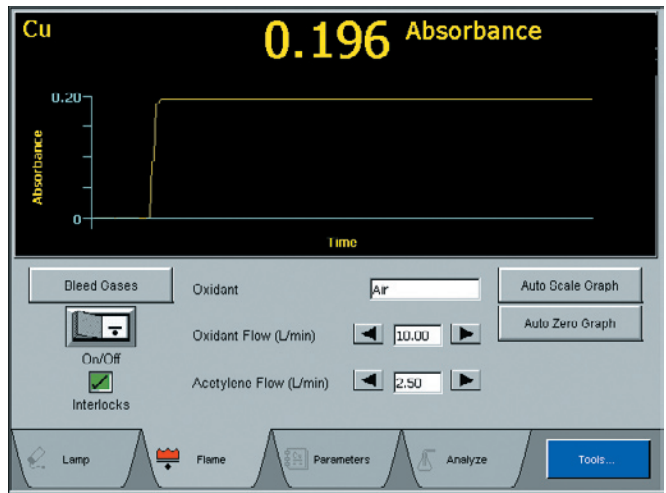 Cu
0.196 Absorbance
0.20
Absorbance
0
Time
Bleed Gases
Oxidant
Air
Auto Scale Graph
On/Off
Oxidant Flow (L/min)
10.00
Auto Zero Graph
Interlocks
Acetylene Flow (L/min)
2.50
Lamp
Flame
Parameters
Analyze
Tools...